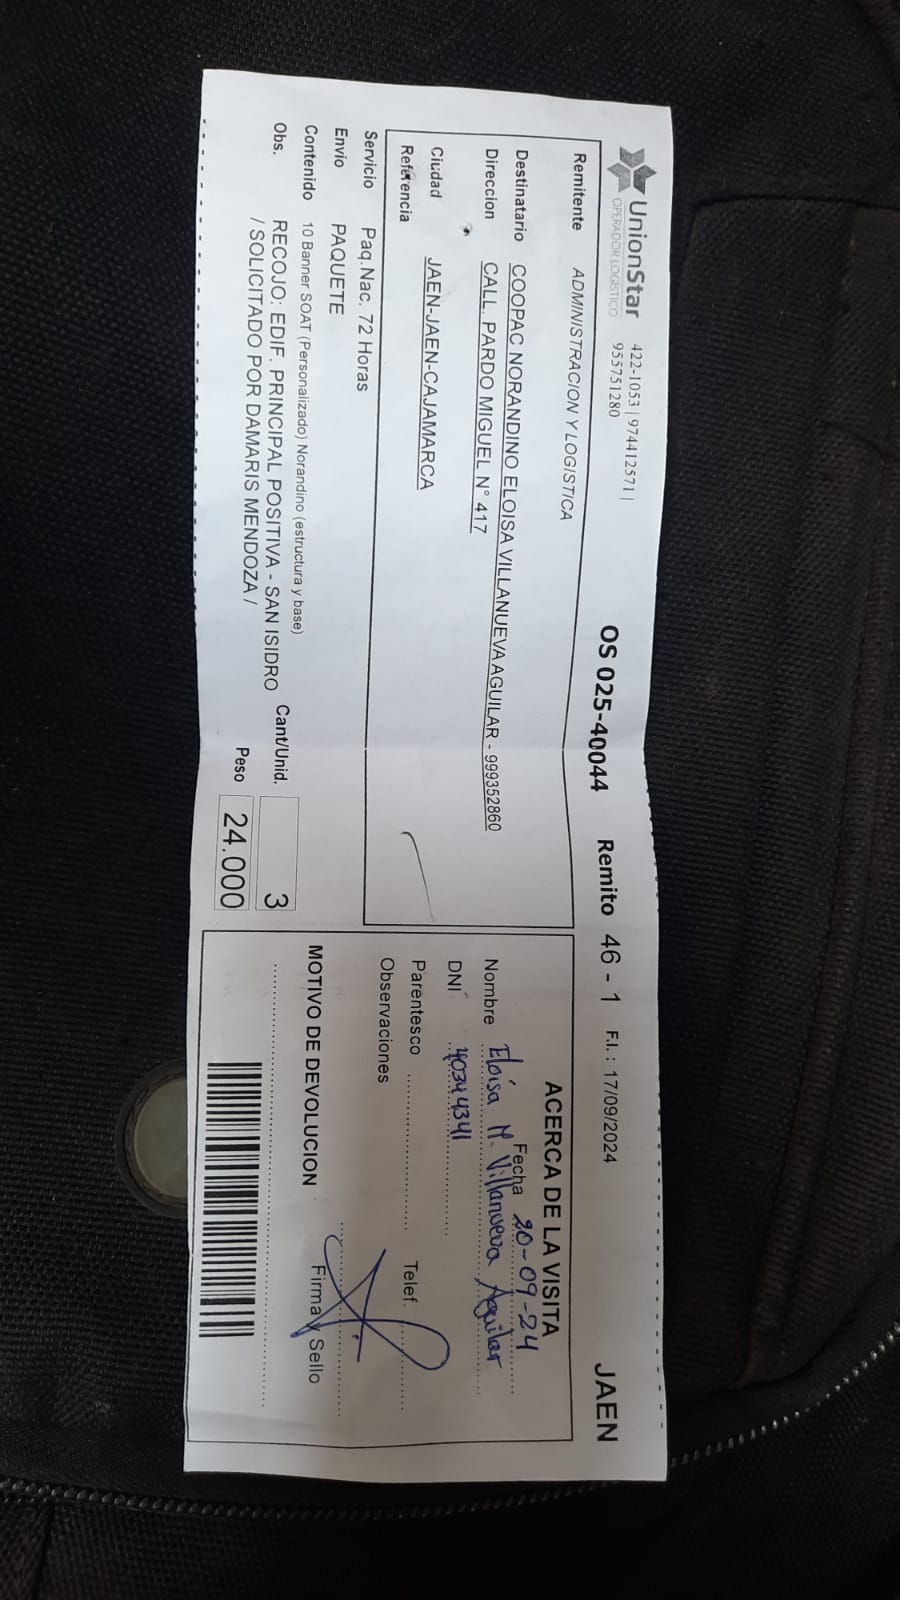 UnionStar
OPERADOR LOGÍSTICO
422-1053 | 974412571 |
955751280
OS 025-40044 Remito 46 - 1 F.I.: 17/09/2024 JAEN
Remitente ADMINISTRACION Y LOGISTICA
Destinatario COOPAC NORANDINO ELOISA VILLANUEVA AGUILAR - 999352860
Direccion CALL. PARDO MIGUEL N° 417
Ciudad JAEN-JAEN-CAJAMARCA
Referencia
Servicio Paq.Nac. 72 Horas
Envio PAQUETE
Contenido 10 Banner SOAT (Personalizado) Norandino (estructura y base)
Obs. RECOJO: EDIF. PRINCIPAL POSITIVA - SAN ISIDRO
/ SOLICITADO POR DAMARIS MENDOZA /
Cant/Unid. 3
Peso 24.000
ACERCA DE LA VISITA
Fecha 20-09-24
Nombre Eloisa M. Villanueva Aguilar
DNI 40344341
Parentesco Telef.
Observaciones
Firma y Sello
MOTIVO DE DEVOLUCION